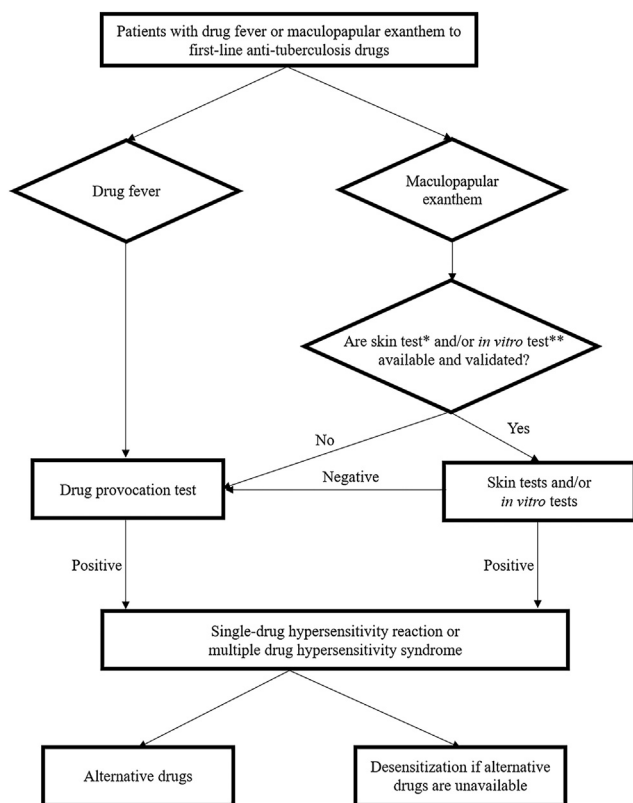 Patients with drug fever or maculopapular exanthem to
first-line anti-tuberculosis drugs
Drug fever
Maculopapular
exanthem
Are skin test* and/or in vitro test**
available and validated?
No
Yes
Drug provocation test
Negative
Skin tests and/or
in vitro tests
Positive
Positive
Single-drug hypersensitivity reaction or
multiple drug hypersensitivity syndrome
Alternative drugs
Desensitization if alternative
drugs are unavailable